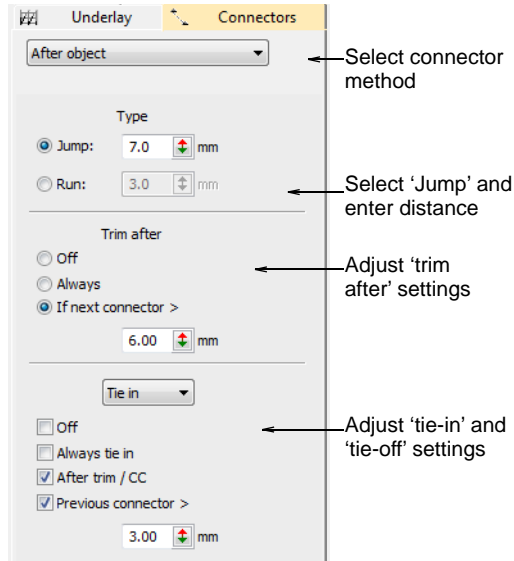 Underlay Connectors
After object
Select connector
method
Type
Jump: 7.0 mm
Run: 3.0 mm
Select ‘Jump’ and
enter distance
Trim after
Off
Always
If next connector >
6.00 mm
Adjust ‘trim
after’ settings
Tie in
Off
Always tie in
After trim / CC
Previous connector >
3.00 mm
Adjust ‘tie-in’ and
‘tie-off’ settings